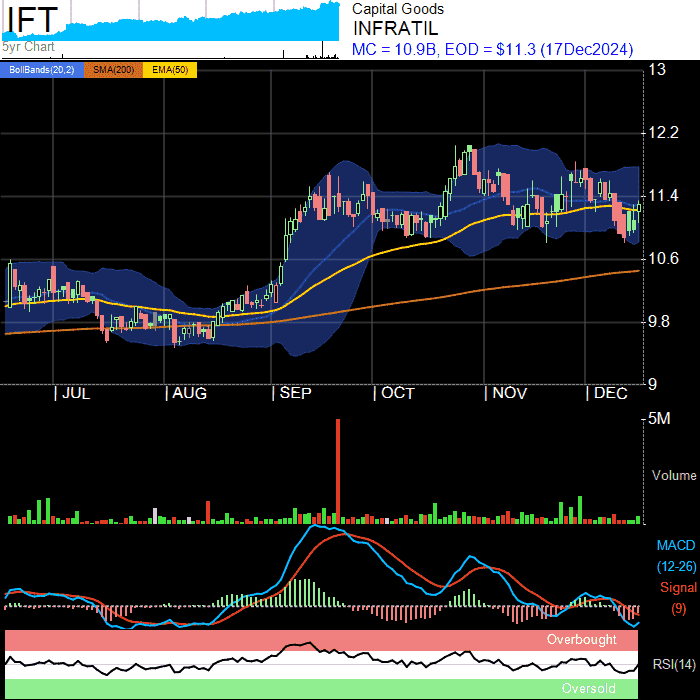 IFT
5yr Chart
Capital Goods
INFRATIL
MC = 10.9B, EOD = $11.3 (17Dec2024)
BollBands(20,2) SMA(200) EMA(50)
13
12.2
11.4
10.6
9.8
9
JUL AUG SEP OCT NOV DEC
5M
Volume
MACD
(12-26)
Signal
(9)
Overbought
RSI(14)
Oversold